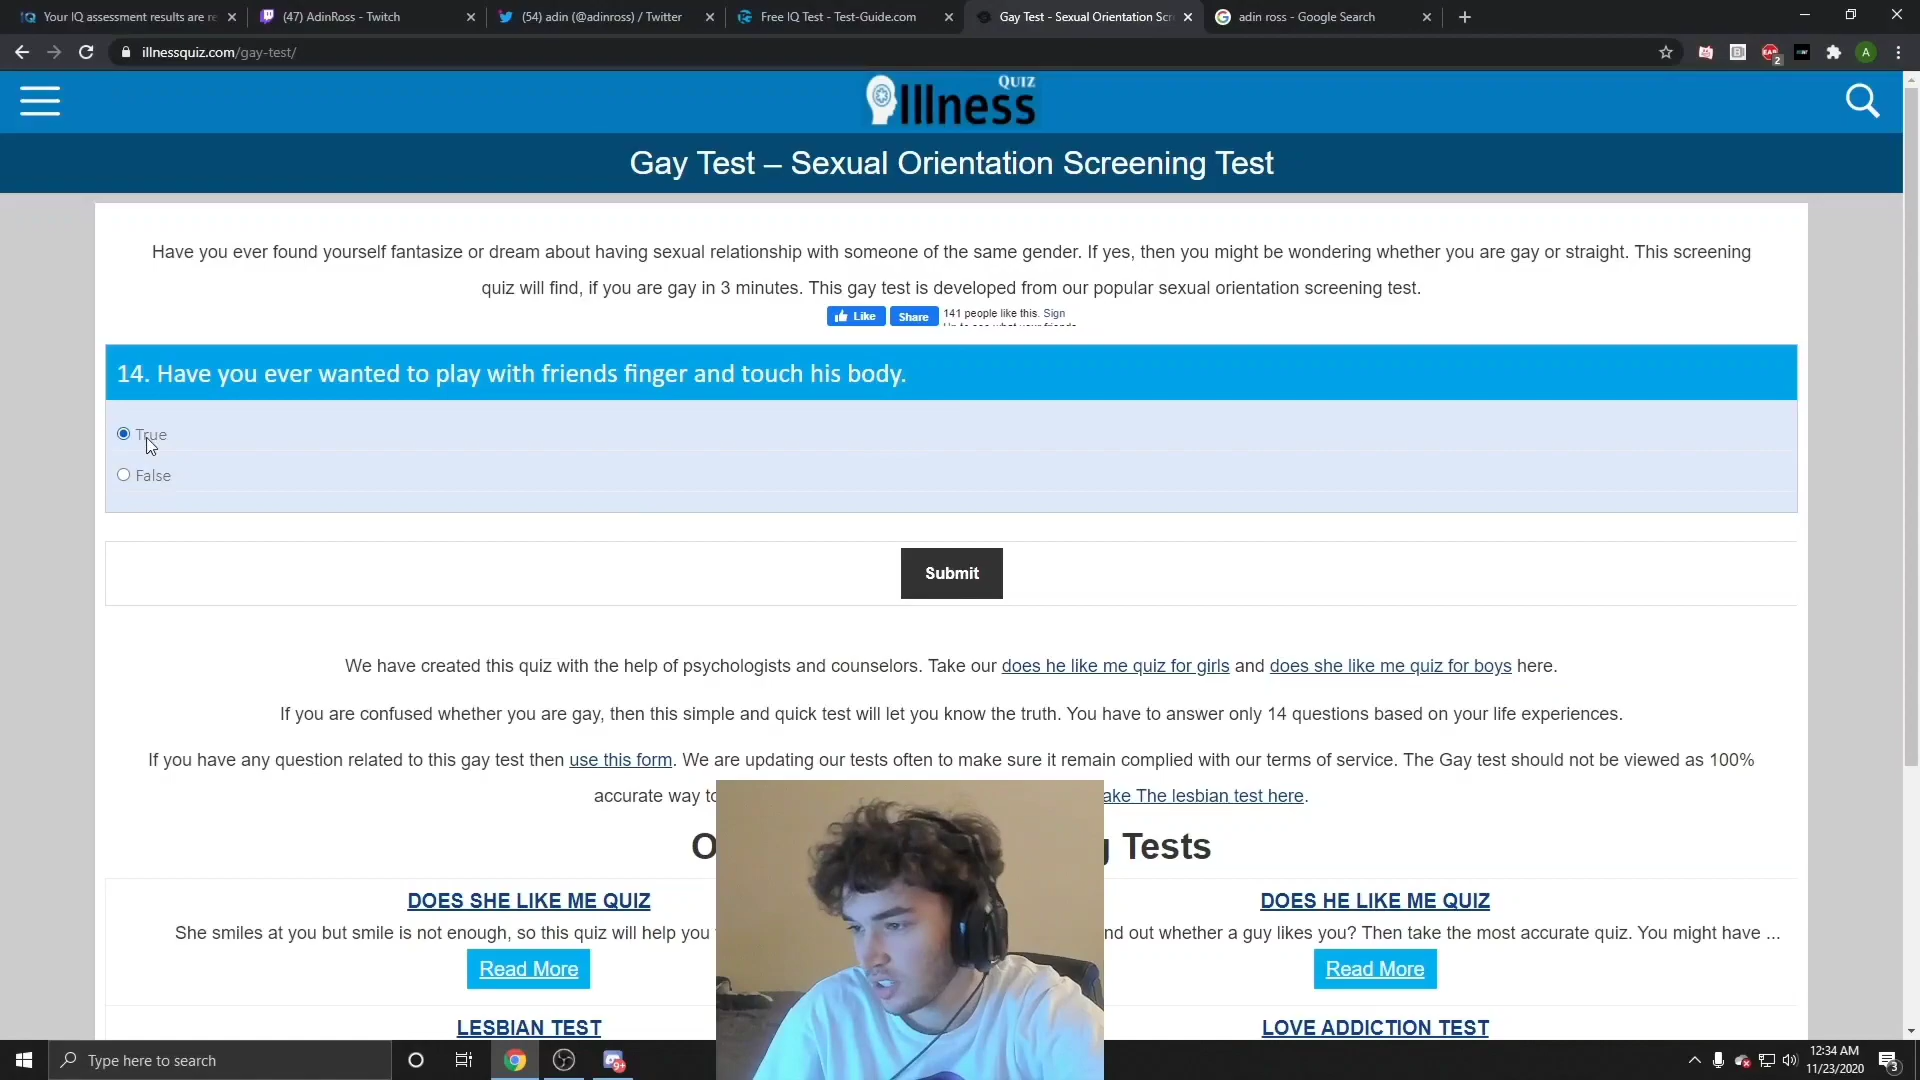 Your IQ assessment results are re
(47) AdinRoss - Twitch
(54) adin (@adinross) / Twitter
Free IQ Test - Test-Guide.com
Gay Test - Sexual Orientation Scr
adin ross - Google Search
illnessquiz.com/gay-test/
2
A
QUIZ
Illness
Gay Test – Sexual Orientation Screening Test
Have you ever found yourself fantasize or dream about having sexual relationship with someone of the same gender. If yes, then you might be wondering whether you are gay or straight. This screening
quiz will find, if you are gay in 3 minutes. This gay test is developed from our popular sexual orientation screening test.
Like Share 141 people like this. Sign
14. Have you ever wanted to play with friends finger and touch his body.
True
False
Submit
We have created this quiz with the help of psychologists and counselors. Take our does he like me quiz for girls and does she like me quiz for boys here.
If you are confused whether you are gay, then this simple and quick test will let you know the truth. You have to answer only 14 questions based on your life experiences.
If you have any question related to this gay test then use this form. We are updating our tests often to make sure it remain complied with our terms of service. The Gay test should not be viewed as 100%
accurate way to ake The lesbian test here.
Tests
DOES SHE LIKE ME QUIZ
She smiles at you but smile is not enough, so this quiz will help you
Read More
DOES HE LIKE ME QUIZ
nd out whether a guy likes you? Then take the most accurate quiz. You might have ...
Read More
LESBIAN TEST
LOVE ADDICTION TEST
Type here to search
9+
12:34 AM
11/23/2020
3